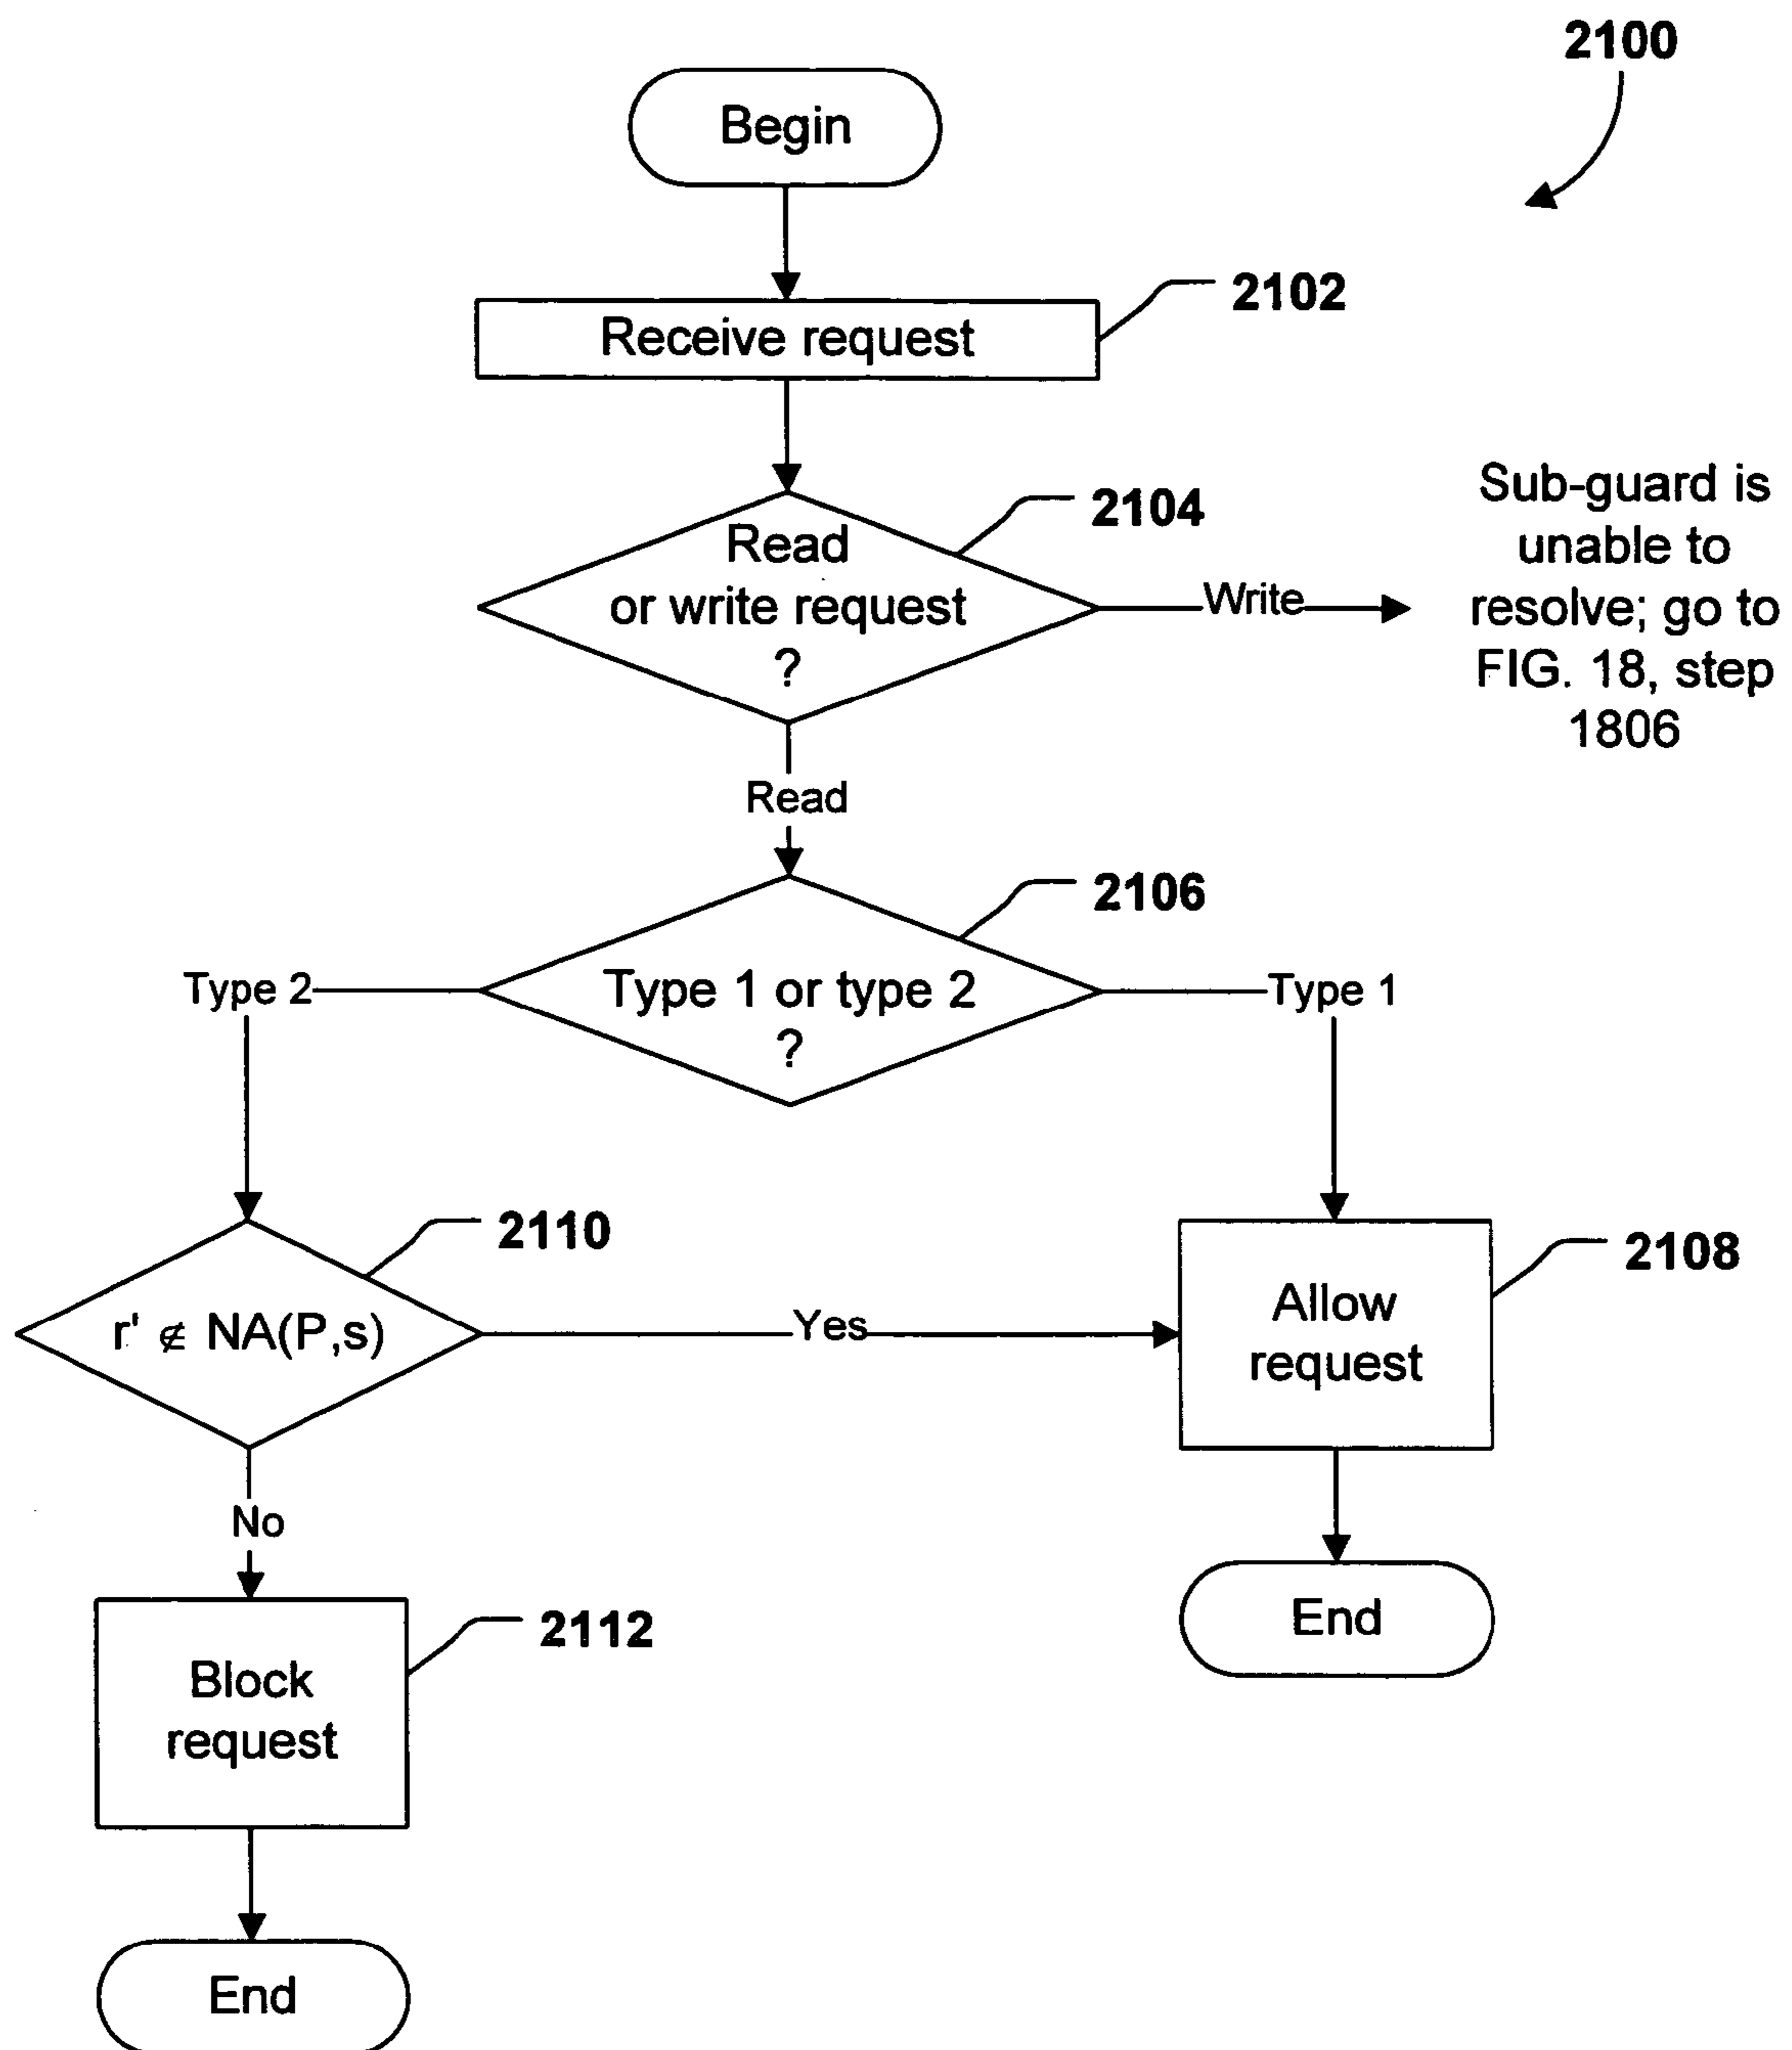 2100
Begin
2102
Receive request
2104
Read
or write request
?
Write
Sub-guard is
unable to
resolve; go to
FIG. 18, step
1806
Read
2106
Type 2
Type 1 or type 2
?
Type 1
2110
r' ∉ NA(P,s)
Yes
2108
Allow
request
No
End
2112
Block
request
End